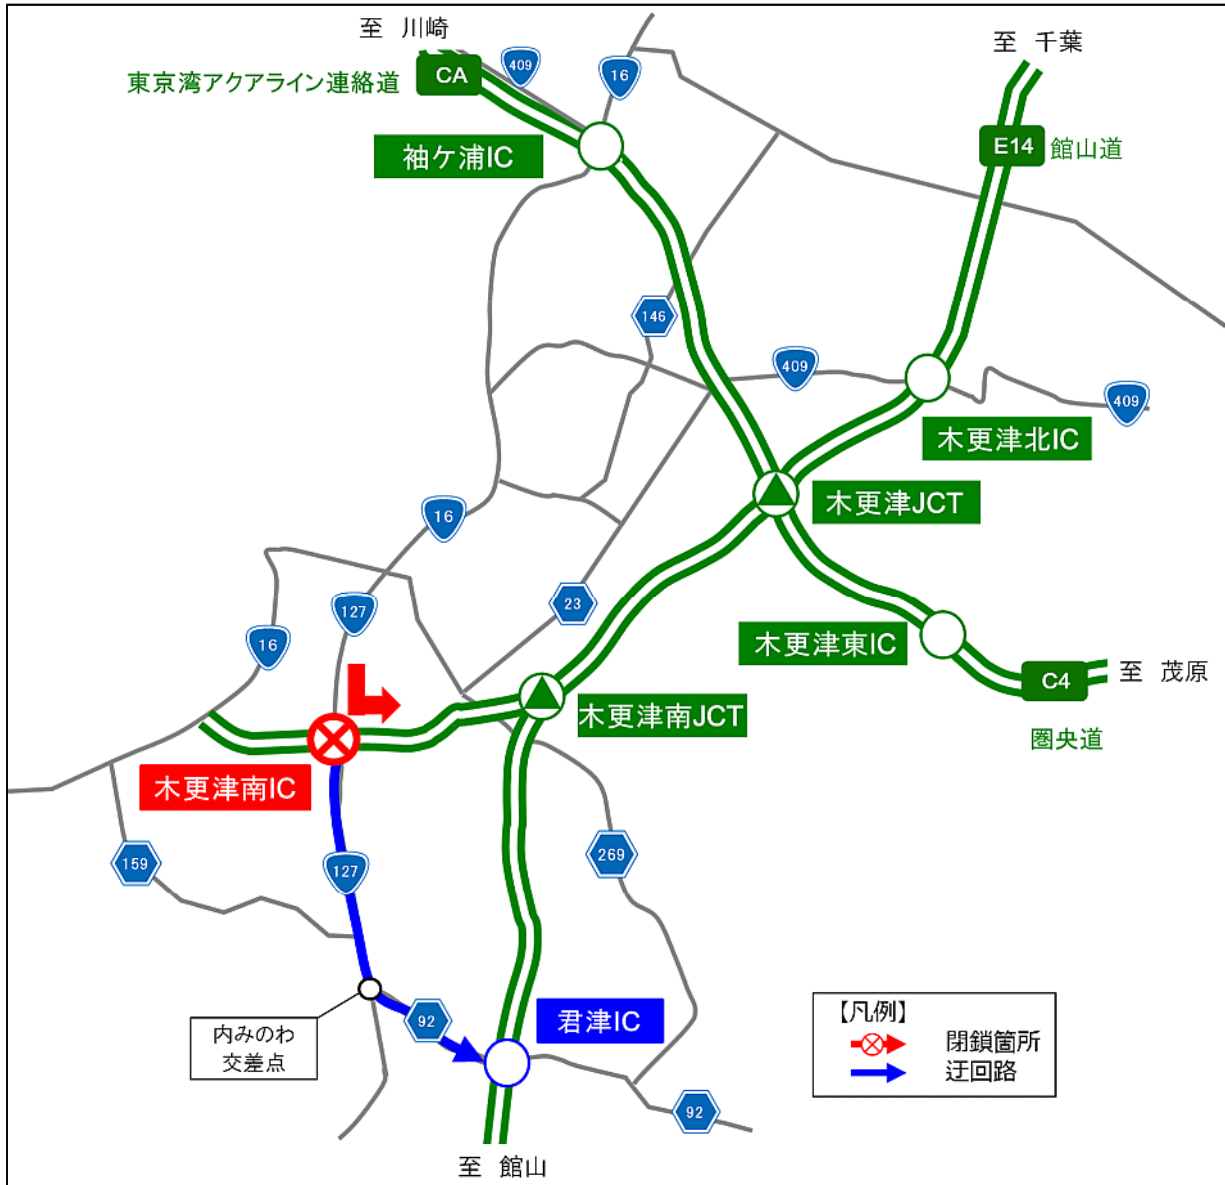 至 川崎
至 千葉
409
CA
16
東京湾アクアライン連絡道
E14
館山道
袖ケ浦IC
146
409
409
木更津北IC
木更津JCT
16
23
127
16
木更津東IC
至 茂原
C4
木更津南JCT
圏央道
木更津南IC
159
127
269
君津IC
92
内みのわ
交差点
【凡例】
閉鎖箇所
迂回路
92
至 館山